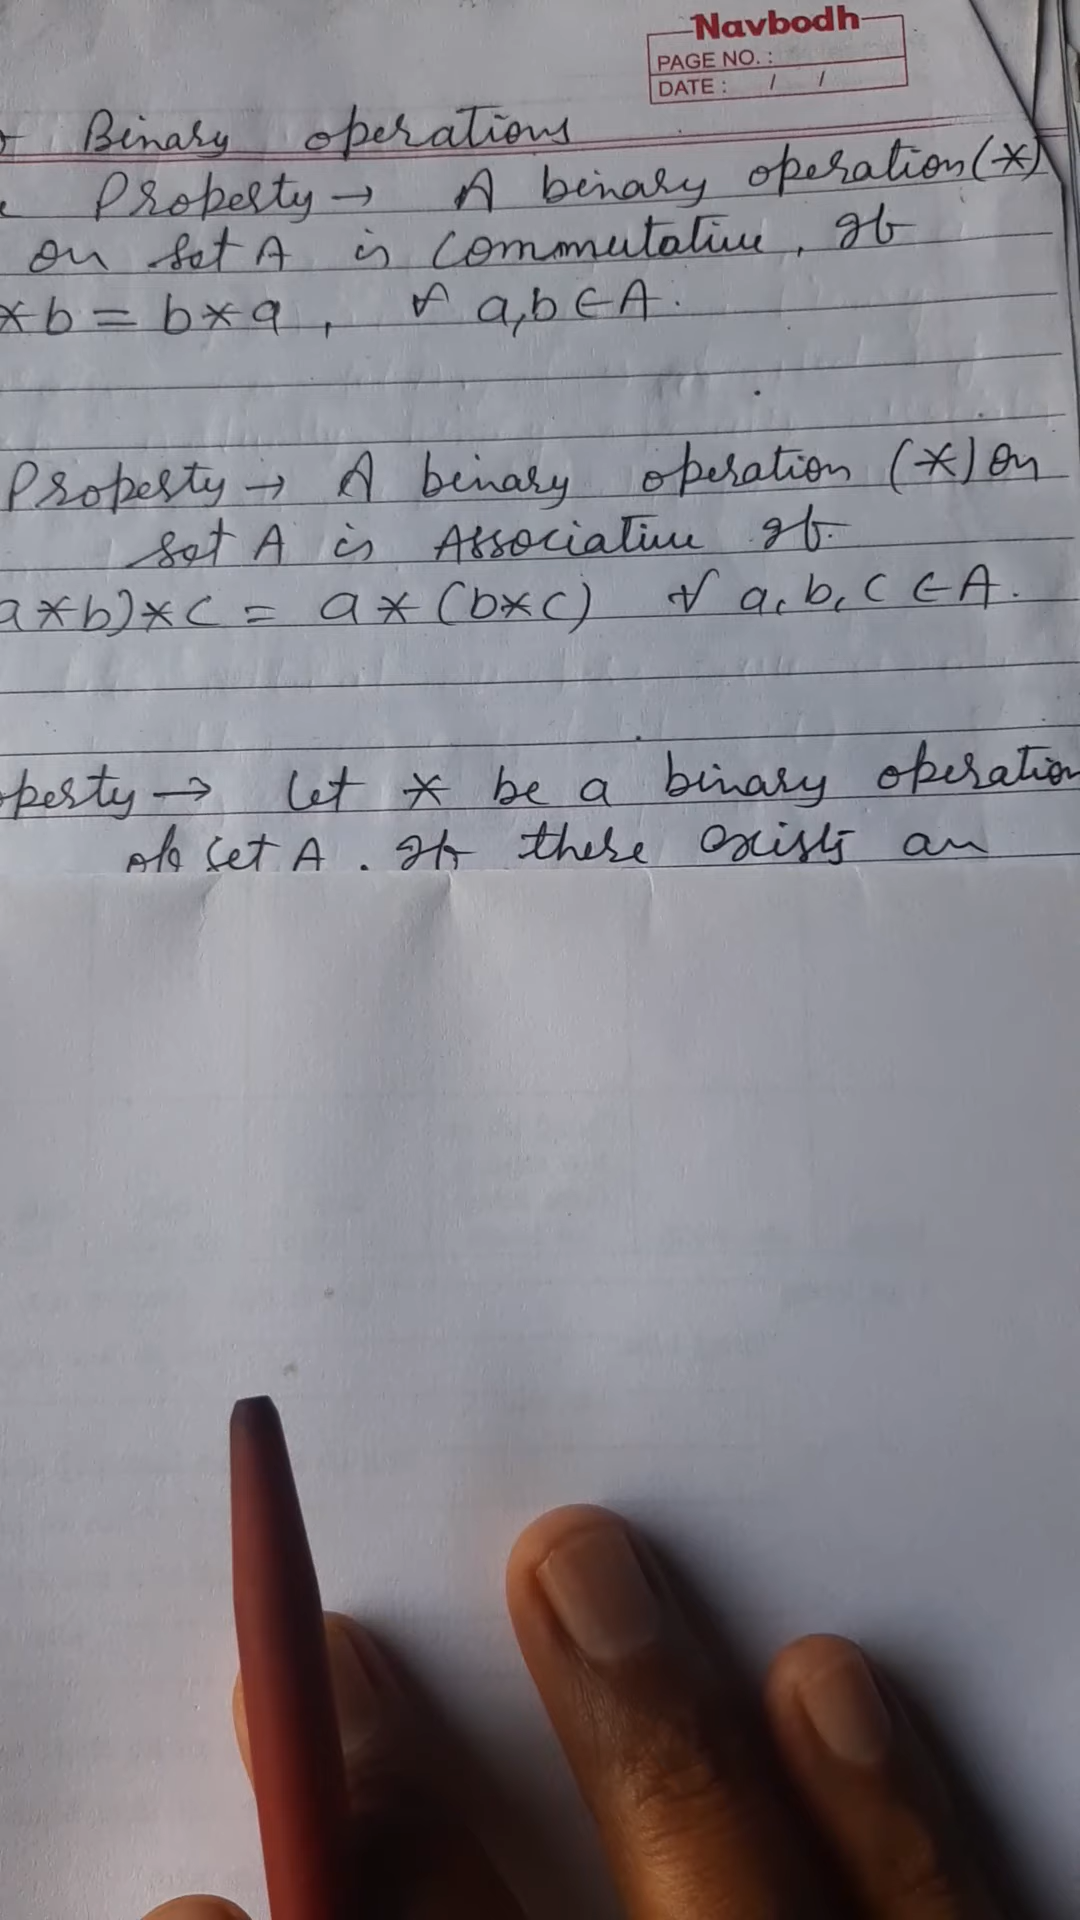 Navbodh
PAGE NO. :
DATE : / /
Binary operations
Property → A binary operation (*)
on set A is commutative, If
* b = b * a , ∀ a,b ∈ A.
Property → A binary operation (*) on
set A is Associative If.
a * b) * c = a * (b * c) ∀ a, b, c ∈ A.
perty → Let * be a binary operation
set A . If there exists an